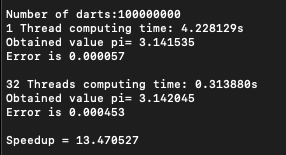 Number of darts:100000000
1 Thread computing time: 4.228129s
Obtained value pi= 3.141535
Error is 0.000057
32 Threads computing time: 0.313880s
Obtained value pi= 3.142045
Error is 0.000453
Speedup = 13.470527